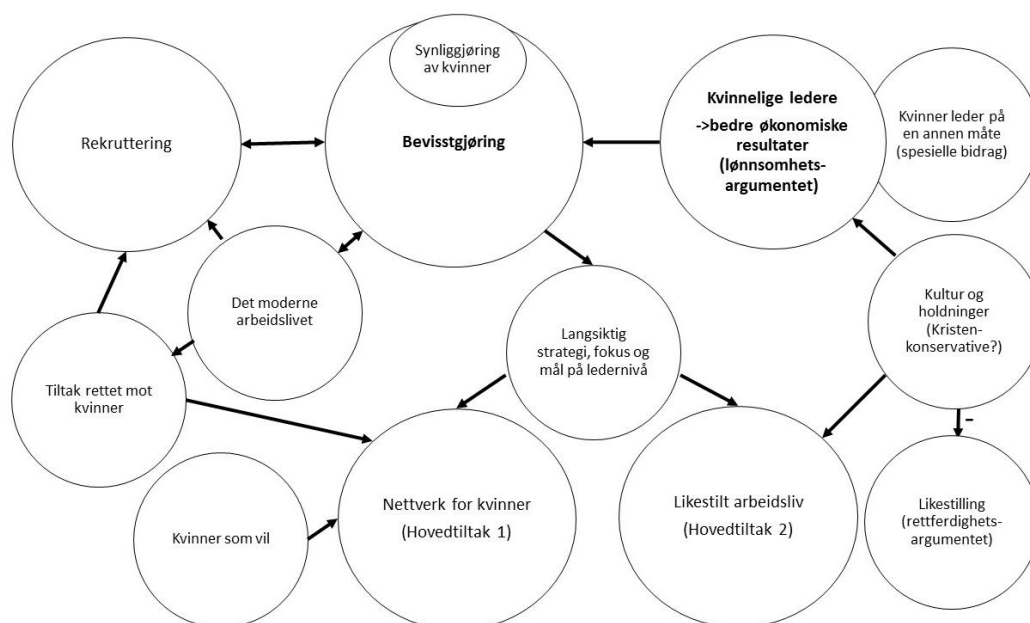 Synliggjøring
av kvinner
Rekruttering
Bevisstgjøring
Kvinnelige ledere
->bedre økonomiske
resultater
(lønnsomhets-
argumentet)
Kvinner leder på
en annen måte
(spesielle bidrag)
Det moderne
arbeidslivet
Langsiktig
strategi, fokus og
mål på ledernivå
Kultur og
holdninger
(Kristen-
konservative?)
Tiltak rettet mot
kvinner
–
Kvinner som vil
Nettverk for kvinner
(Hovedtiltak 1)
Likestilt arbeidsliv
(Hovedtiltak 2)
Likestilling
(rettferdighets-
argumentet)